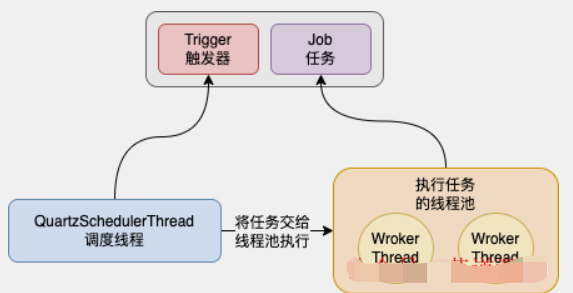 Trigger
触发器
Job
任务
QuartzSchedulerThread
调度线程
将任务交给
线程池执行
执行任务
的线程池
Wroker
Thread
Wroker
Thread